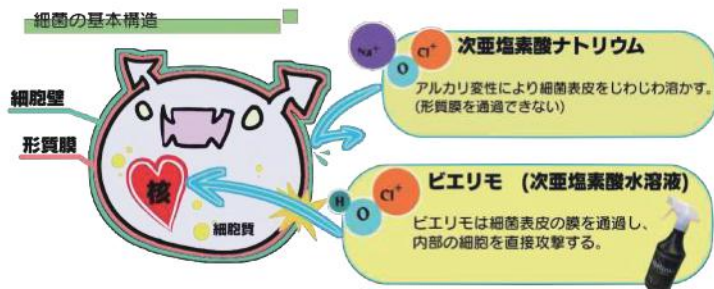 細菌の基本構造
細胞壁
形質膜
核
細胞質
Na⁺
O
Cl⁺
次亜塩素酸ナトリウム
アルカリ変性により細菌表皮をじわじわ溶かす。
(形質膜を通過できない)
H
O
Cl⁺
ビエリモ (次亜塩素酸水溶液)
ビエリモは細菌表皮の膜を通過し、
内部の細胞を直接攻撃する。